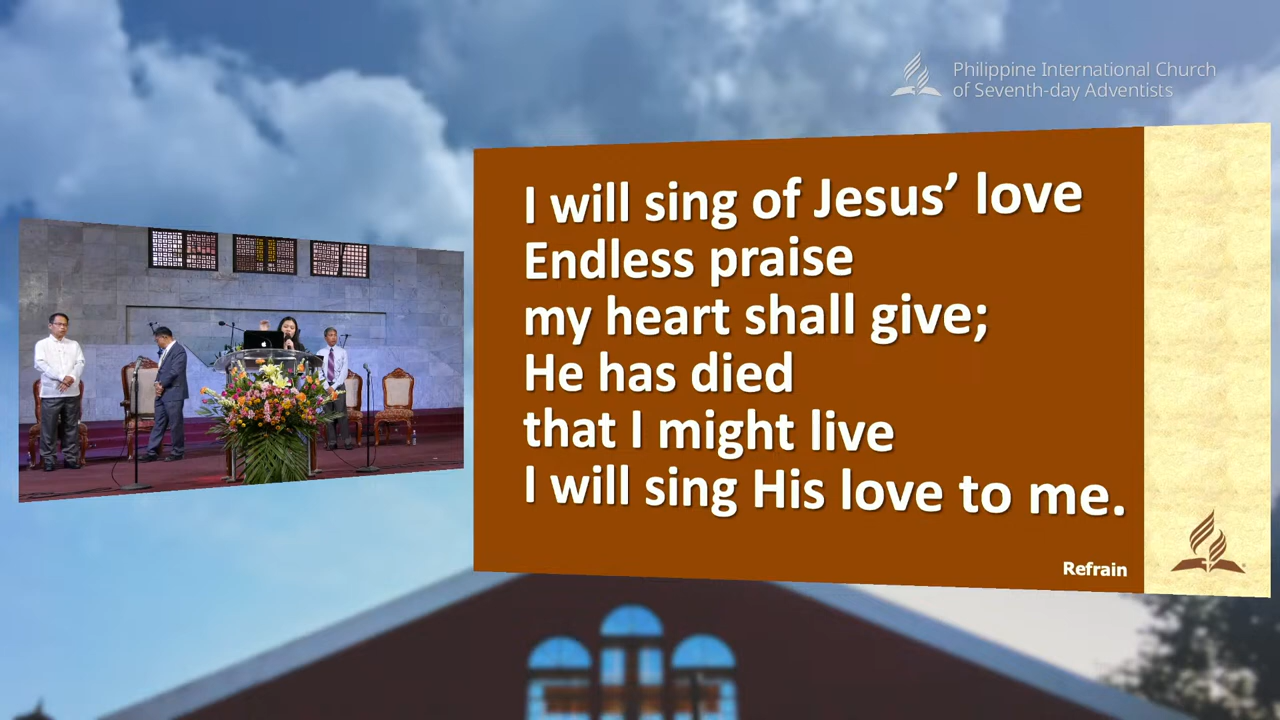 Philippine International Church
of Seventh-day Adventists
I will sing of Jesus’ love
Endless praise
my heart shall give;
He has died
that I might live
I will sing His love to me.
Refrain